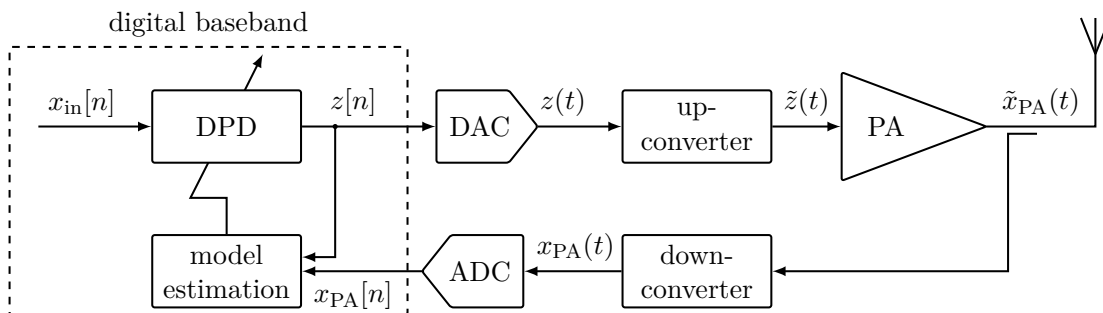 digital baseband
x_in[n]
DPD
z[n]
DAC
z(t)
up-
converter
z̃(t)
PA
x̃_PA(t)
model
estimation
x_PA[n]
ADC
x_PA(t)
down-
converter